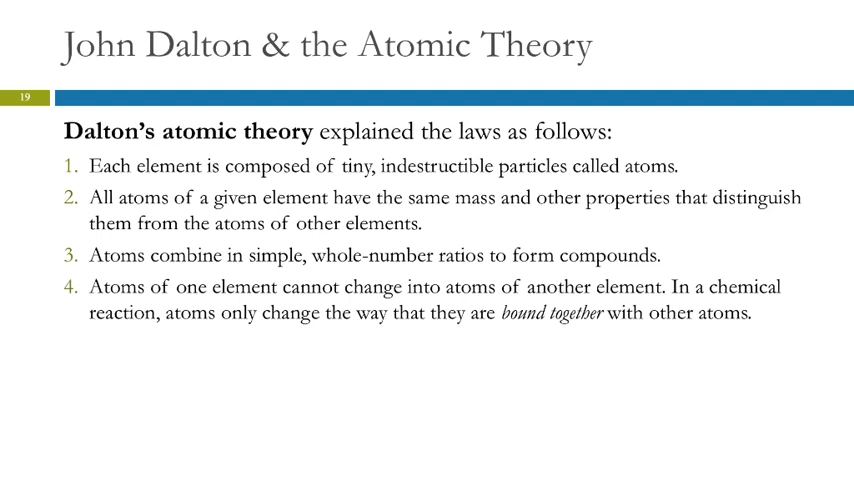 John Dalton & the Atomic Theory
19
Dalton’s atomic theory explained the laws as follows:
1. Each element is composed of tiny, indestructible particles called atoms.
2. All atoms of a given element have the same mass and other properties that distinguish
them from the atoms of other elements.
3. Atoms combine in simple, whole-number ratios to form compounds.
4. Atoms of one element cannot change into atoms of another element. In a chemical
reaction, atoms only change the way that they are bound together with other atoms.